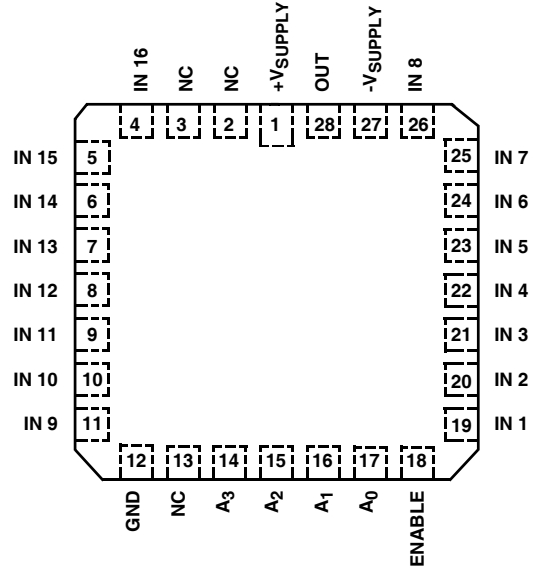 IN 16
NC
NC
+VSUPPLY
OUT
-VSUPPLY
IN 8
4
3
2
1
28
27
26
IN 15
5
25
IN 7
IN 14
6
24
IN 6
IN 13
7
23
IN 5
IN 12
8
22
IN 4
IN 11
9
21
IN 3
IN 10
10
20
IN 2
IN 9
11
19
IN 1
12
13
14
15
16
17
18
GND
NC
A3
A2
A1
A0
ENABLE